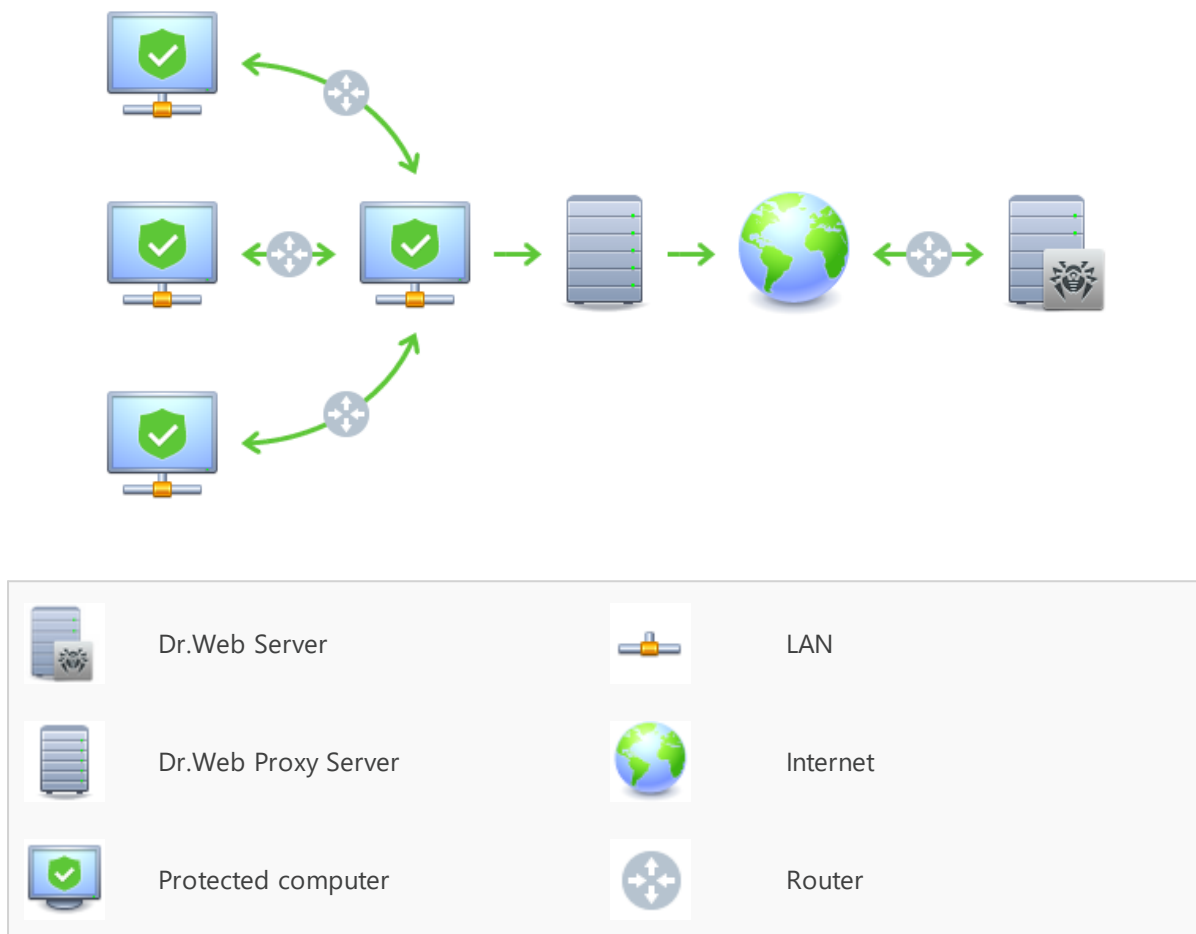 Dr.Web Server
LAN
Dr.Web Proxy Server
Internet
Protected computer
Router